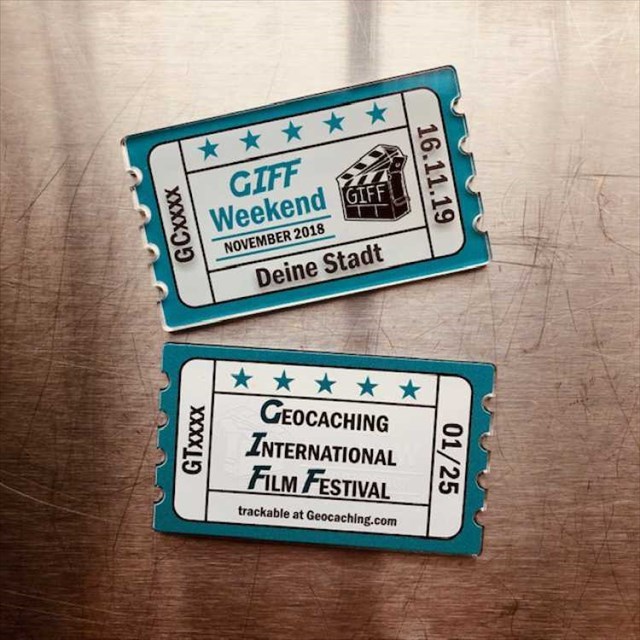 GCxxxx
GIFF
Weekend
NOVEMBER 2018
Deine Stadt
GIFF
16.11.19
GTxxxx
GEOCACHING
INTERNATIONAL
FILM FESTIVAL
trackable at Geocaching.com
01/25